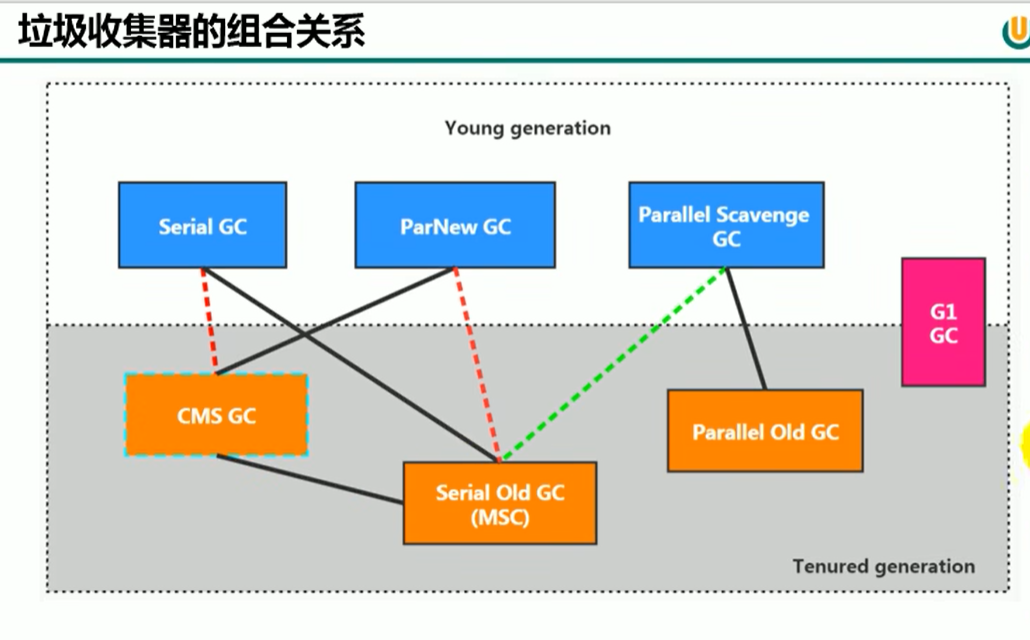 垃圾收集器的组合关系
Young generation
Serial GC
ParNew GC
Parallel Scavenge
GC
G1
GC
CMS GC
Parallel Old GC
Serial Old GC
(MSC)
Tenured generation